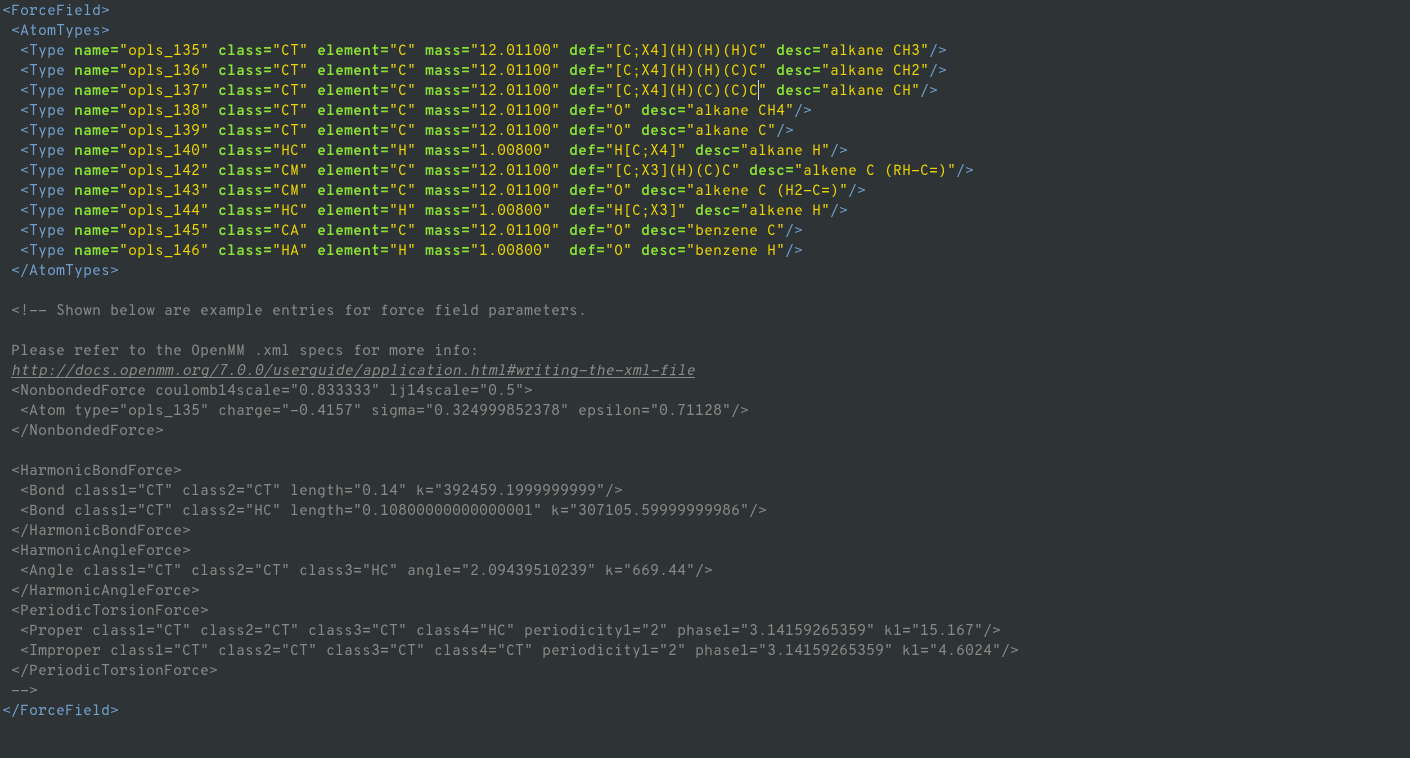 <ForceField>
<AtomTypes>
<Type name="opls_135" class="CT" element="C" mass="12.01100" def="[C;X4](H)(H)(H)C" desc="alkane CH3"/>
<Type name="opls_136" class="CT" element="C" mass="12.01100" def="[C;X4](H)(H)(C)C" desc="alkane CH2"/>
<Type name="opls_137" class="CT" element="C" mass="12.01100" def="[C;X4](H)(C)(C)C" desc="alkane CH"/>
<Type name="opls_138" class="CT" element="C" mass="12.01100" def="O" desc="alkane CH4"/>
<Type name="opls_139" class="CT" element="C" mass="12.01100" def="O" desc="alkane C"/>
<Type name="opls_140" class="HC" element="H" mass="1.00800"  def="H[C;X4]" desc="alkane H"/>
<Type name="opls_142" class="CM" element="C" mass="12.01100" def="[C;X3](H)(C)C" desc="alkene C (RH-C=)"/>
<Type name="opls_143" class="CM" element="C" mass="12.01100" def="O" desc="alkene C (H2-C=)"/>
<Type name="opls_144" class="HC" element="H" mass="1.00800"  def="H[C;X3]" desc="alkene H"/>
<Type name="opls_145" class="CA" element="C" mass="12.01100" def="O" desc="benzene C"/>
<Type name="opls_146" class="HA" element="H" mass="1.00800"  def="O" desc="benzene H"/>
</AtomTypes>
<!-- Shown below are example entries for force field parameters.
Please refer to the OpenMM .xml specs for more info:
http://docs.openmm.org/7.0.0/userguide/application.html#writing-the-xml-file
<NonbondedForce coulomb14scale="0.833333" lj14scale="0.5">
<Atom type="opls_135" charge="-0.4157" sigma="0.324999852378" epsilon="0.71128"/>
</NonbondedForce>
<HarmonicBondForce>
<Bond class1="CT" class2="CT" length="0.14" k="392459.1999999999"/>
<Bond class1="CT" class2="HC" length="0.10800000000000001" k="307105.59999999986"/>
</HarmonicBondForce>
<HarmonicAngleForce>
<Angle class1="CT" class2="CT" class3="HC" angle="2.09439510239" k="669.44"/>
</HarmonicAngleForce>
<PeriodicTorsionForce>
<Proper class1="CT" class2="CT" class3="CT" class4="HC" periodicity1="2" phase1="3.14159265359" k1="15.167"/>
<Improper class1="CT" class2="CT" class3="CT" class4="CT" periodicity1="2" phase1="3.14159265359" k1="4.6024"/>
</PeriodicTorsionForce>
-->
</ForceField>